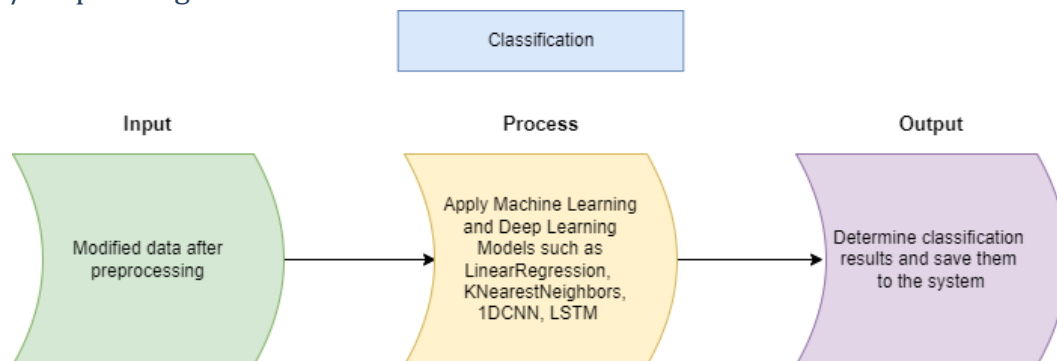 Classification
Input
Process
Output
Modified data after
preprocessing
Apply Machine Learning
and Deep Learning
Models such as
LinearRegression,
KNearestNeighbors,
1DCNN, LSTM
Determine classification
results and save them
to the system